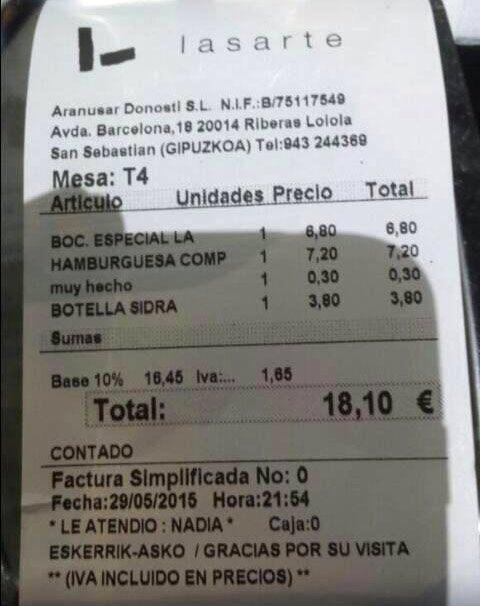 lasarte
Aranusar Donosti S.L. N.I.F.:B/75117549
Avda. Barcelona,18 20014 Riberas Loiola
San Sebastian (GIPUZKOA) Tel:943 244369
Mesa: T4
Articulo Unidades Precio Total
BOC. ESPECIAL LA 1 6,80 6,80
HAMBURGUESA COMP 1 7,20 7,20
muy hecho 1 0,30 0,30
BOTELLA SIDRA 1 3,80 3,80
Sumas
Base 10% 16,45 Iva:... 1,65
Total: 18,10 €
CONTADO
Factura Simplificada No: 0
Fecha:29/05/2015 Hora:21:54
* LE ATENDIO : NADIA * Caja:0
ESKERRIK-ASKO / GRACIAS POR SU VISITA
** (IVA INCLUIDO EN PRECIOS) **